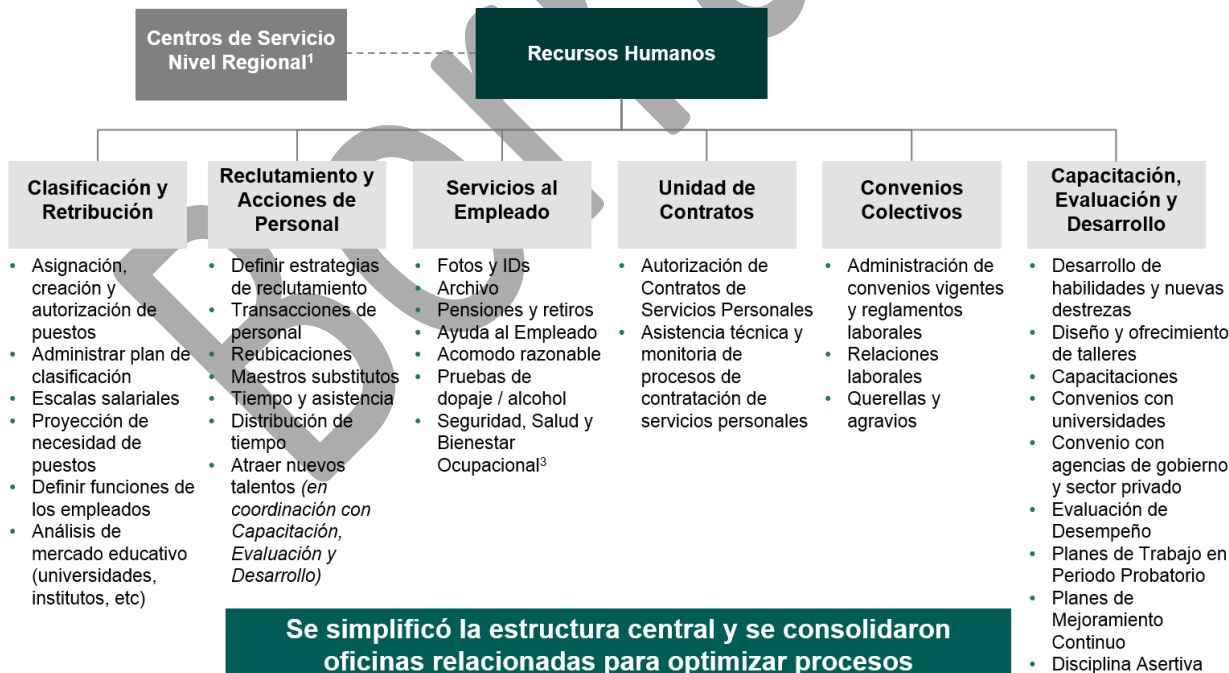 Centros de Servicio
Nivel Regional¹
Recursos Humanos
Clasificación y
Retribución
Reclutamiento y
Acciones de
Personal
Servicios al
Empleado
Unidad de
Contratos
Convenios
Colectivos
Capacitación,
Evaluación y
Desarrollo
• Asignación,
creación y
autorización de
puestos
• Administrar plan de
clasificación
• Escalas salariales
• Proyección de
necesidad de
puestos
• Definir funciones de
los empleados
• Análisis de
mercado educativo
(universidades,
institutos, etc)
• Definir estrategias
de reclutamiento
• Transacciones de
personal
• Reubicaciones
• Maestros substitutos
• Tiempo y asistencia
• Distribución de
tiempo
• Atraer nuevos
talentos (en
coordinación con
Capacitación,
Evaluación y
Desarrollo)
• Fotos y IDs
• Archivo
• Pensiones y retiros
• Ayuda al Empleado
• Acomodo razonable
• Pruebas de
dopaje / alcohol
• Seguridad, Salud y
Bienestar
Ocupacional³
• Autorización de
Contratos de
Servicios Personales
• Asistencia técnica y
monitoria de
procesos de
contratación de
servicios personales
• Administración de
convenios vigentes
y reglamentos
laborales
• Relaciones
laborales
• Querellas y
agravios
• Desarrollo de
habilidades y nuevas
destrezas
• Diseño y ofrecimiento
de talleres
• Capacitaciones
• Convenios con
universidades
• Convenio con
agencias de gobierno
y sector privado
• Evaluación de
Desempeño
• Planes de Trabajo en
Periodo Probatorio
• Planes de
Mejoramiento
Continuo
• Disciplina Asertiva
Se simplificó la estructura central y se consolidaron
oficinas relacionadas para optimizar procesos